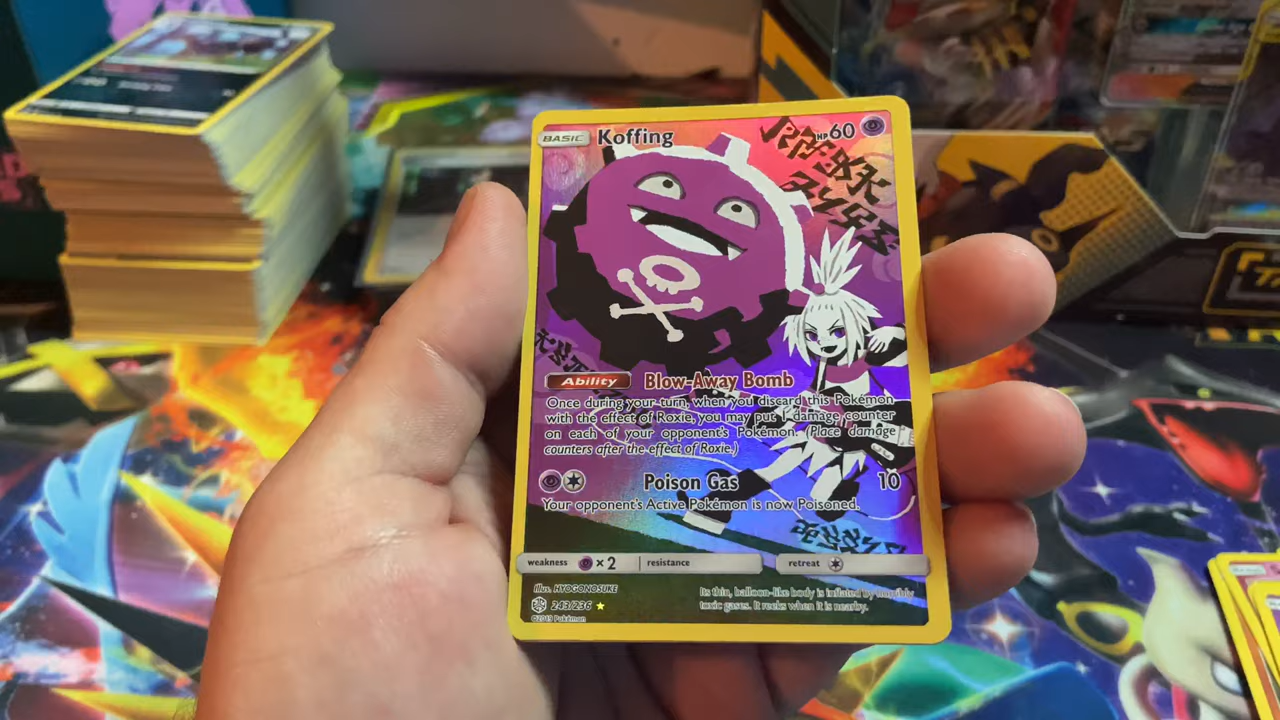 BASIC Koffing HP60
Ability Blow-Away Bomb
Once during your turn, when you discard this Pokémon
with the effect of Roxie, you may put 1 damage counter
on each of your opponent's Pokémon. (Place damage
counters after the effect of Roxie.)
Poison Gas 10
Your opponent's Active Pokémon is now Poisoned.
weakness ×2 resistance retreat
Illus. HYOGONOSUKE
243/236
©2019 Pokémon
Its thin, balloon-like body is inflated by horribly
toxic gases. It reeks when it is nearby.